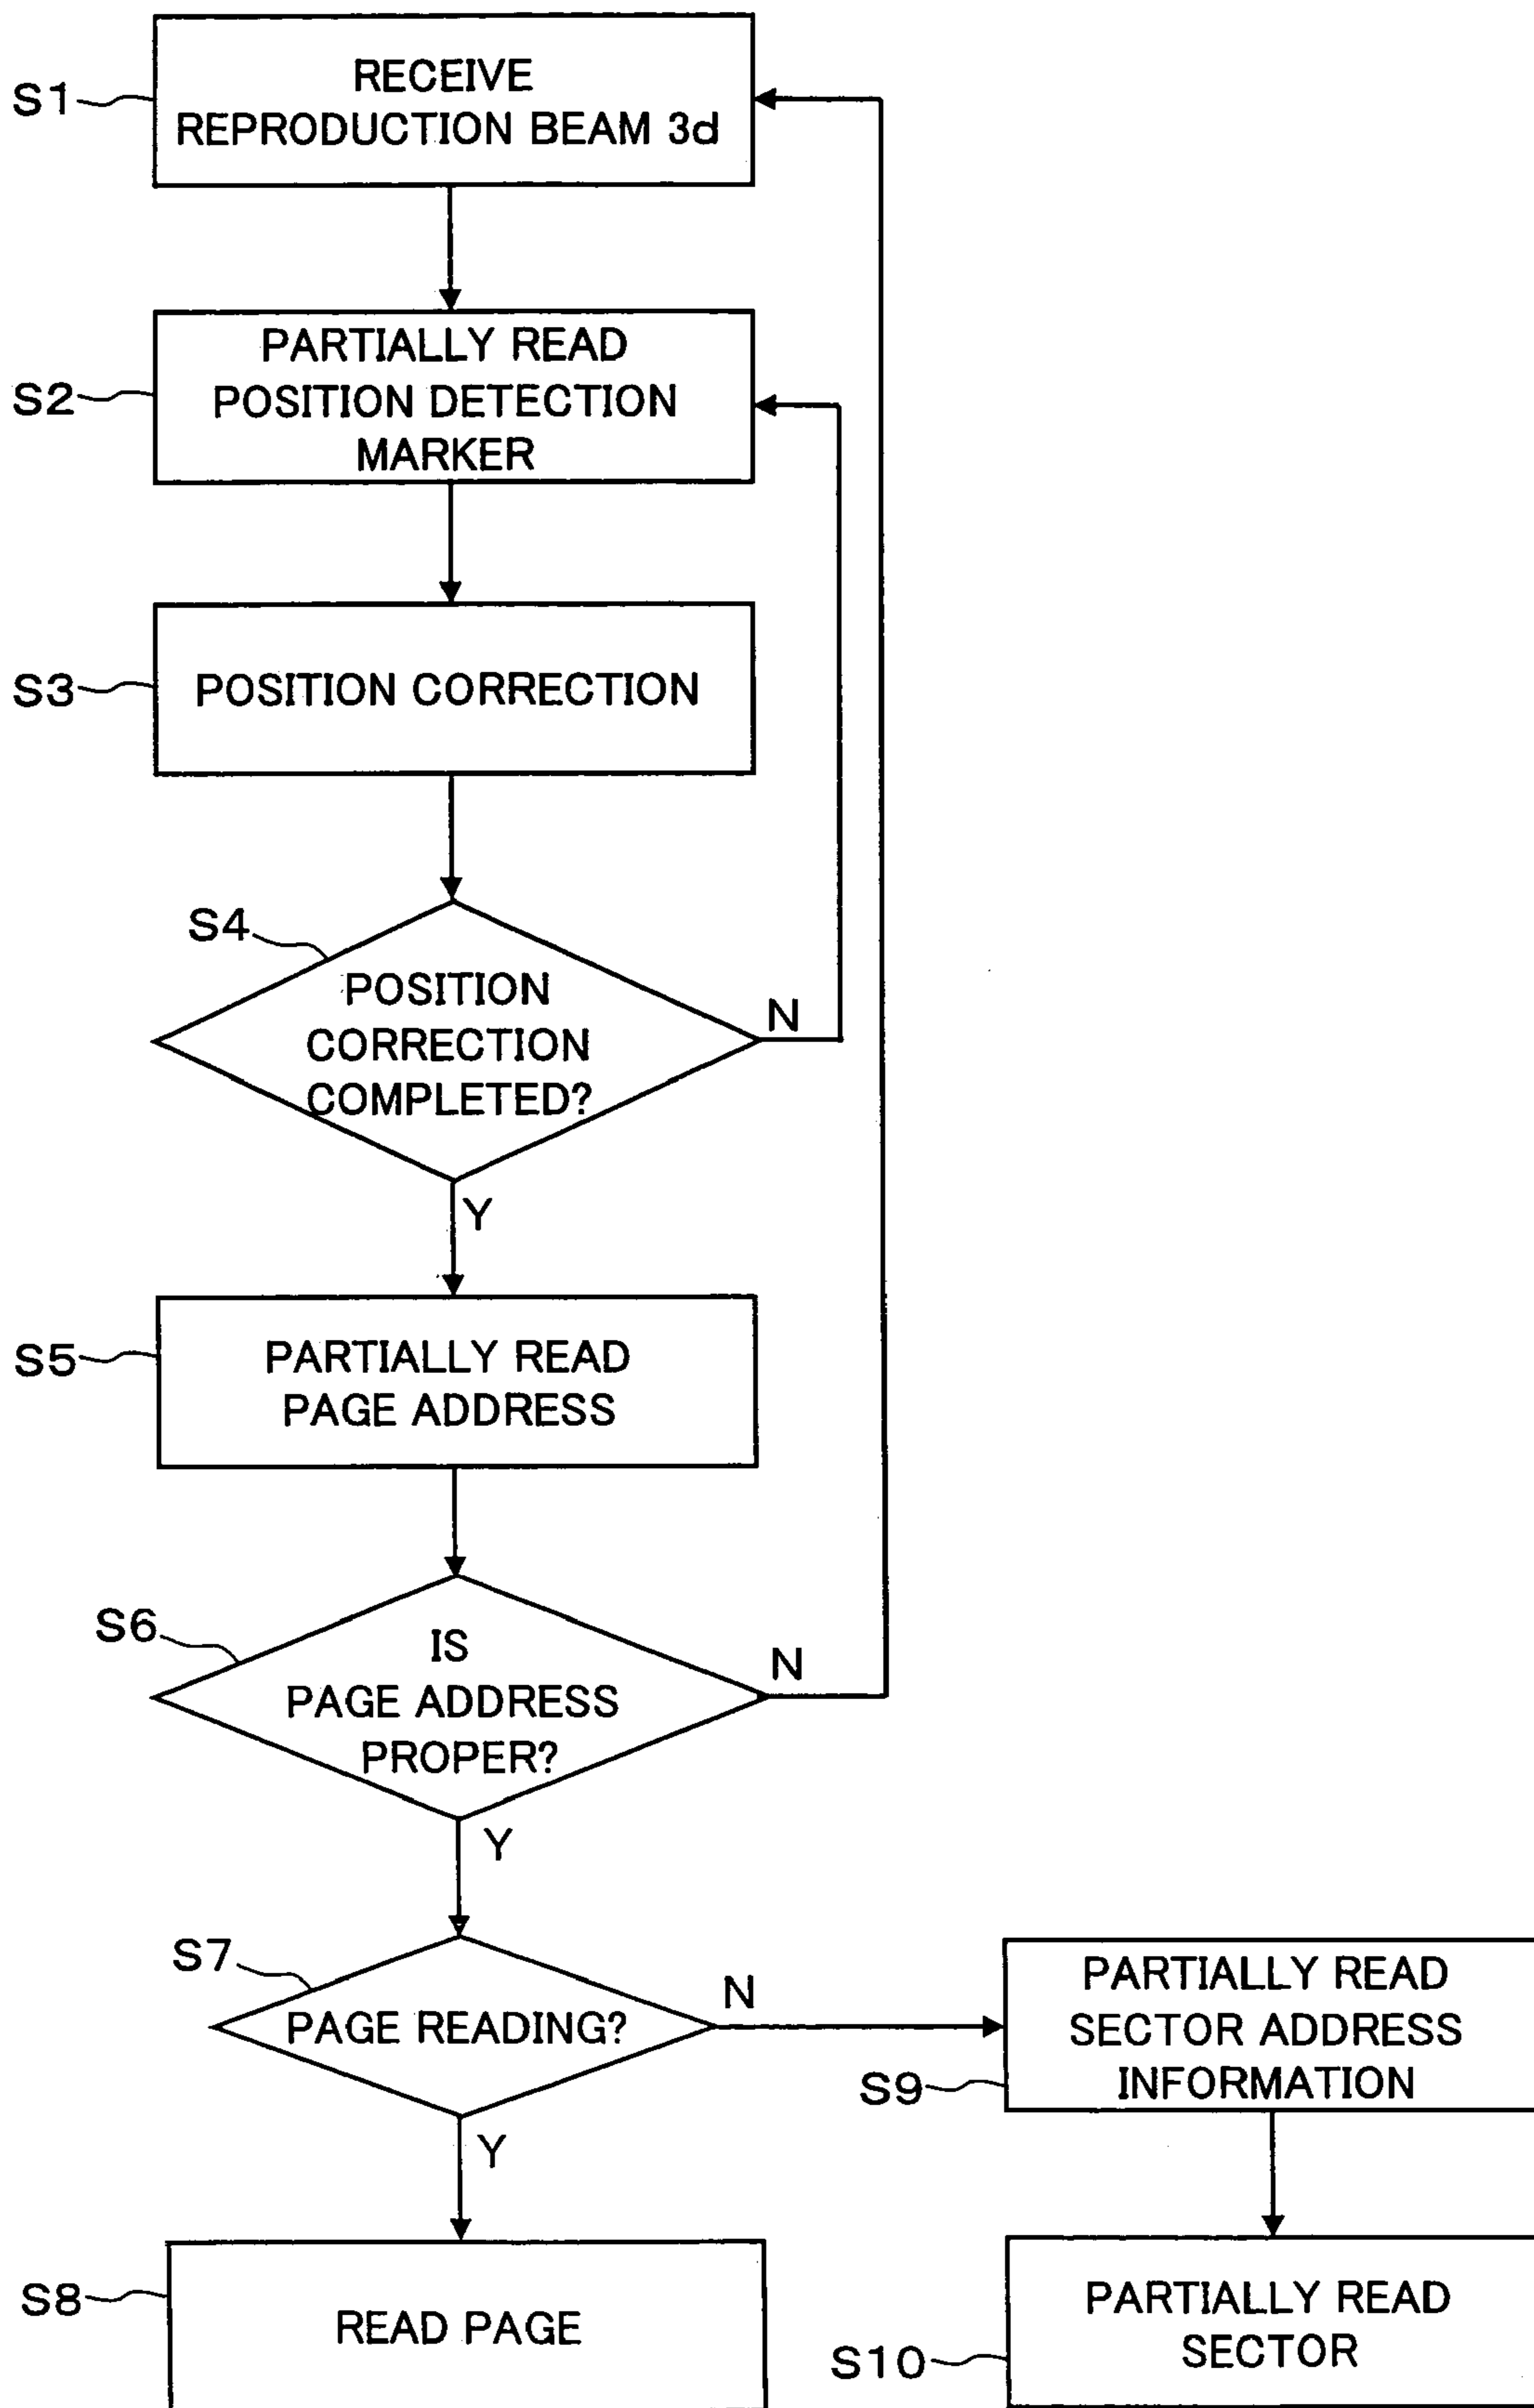 S1
RECEIVE
REPRODUCTION BEAM 3d
S2
PARTIALLY READ
POSITION DETECTION
MARKER
S3
POSITION CORRECTION
S4
POSITION
CORRECTION
COMPLETED?
N
Y
S5
PARTIALLY READ
PAGE ADDRESS
S6
IS
PAGE ADDRESS
PROPER?
N
Y
S7
PAGE READING?
N
Y
S8
READ PAGE
S9
PARTIALLY READ
SECTOR ADDRESS
INFORMATION
S10
PARTIALLY READ
SECTOR